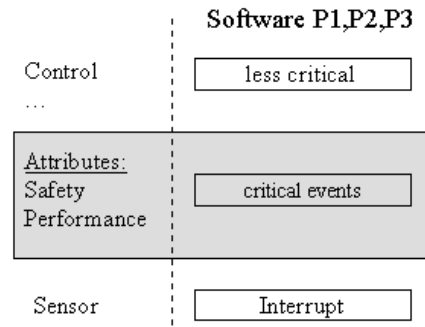 Software P1,P2,P3
Control
less critical
...
Attributes:
Safety
critical events
Performance
Sensor
Interrupt